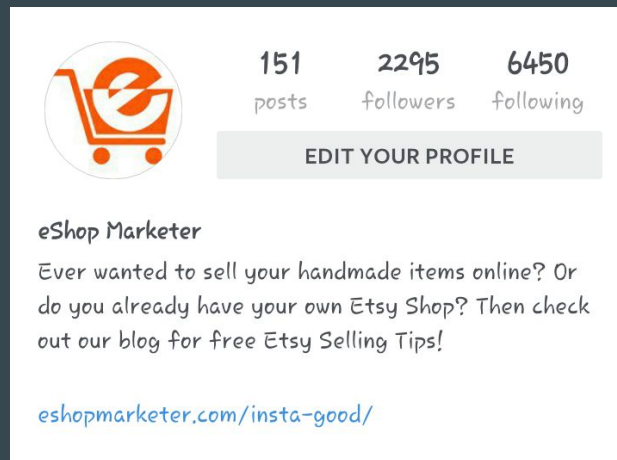 151 2295 6450
posts followers following
EDIT YOUR PROFILE
eShop Marketer
Ever wanted to sell your handmade items online? Or
do you already have your own Etsy Shop? Then check
out our blog for free Etsy Selling Tips!
eshopmarketer.com/insta-good/